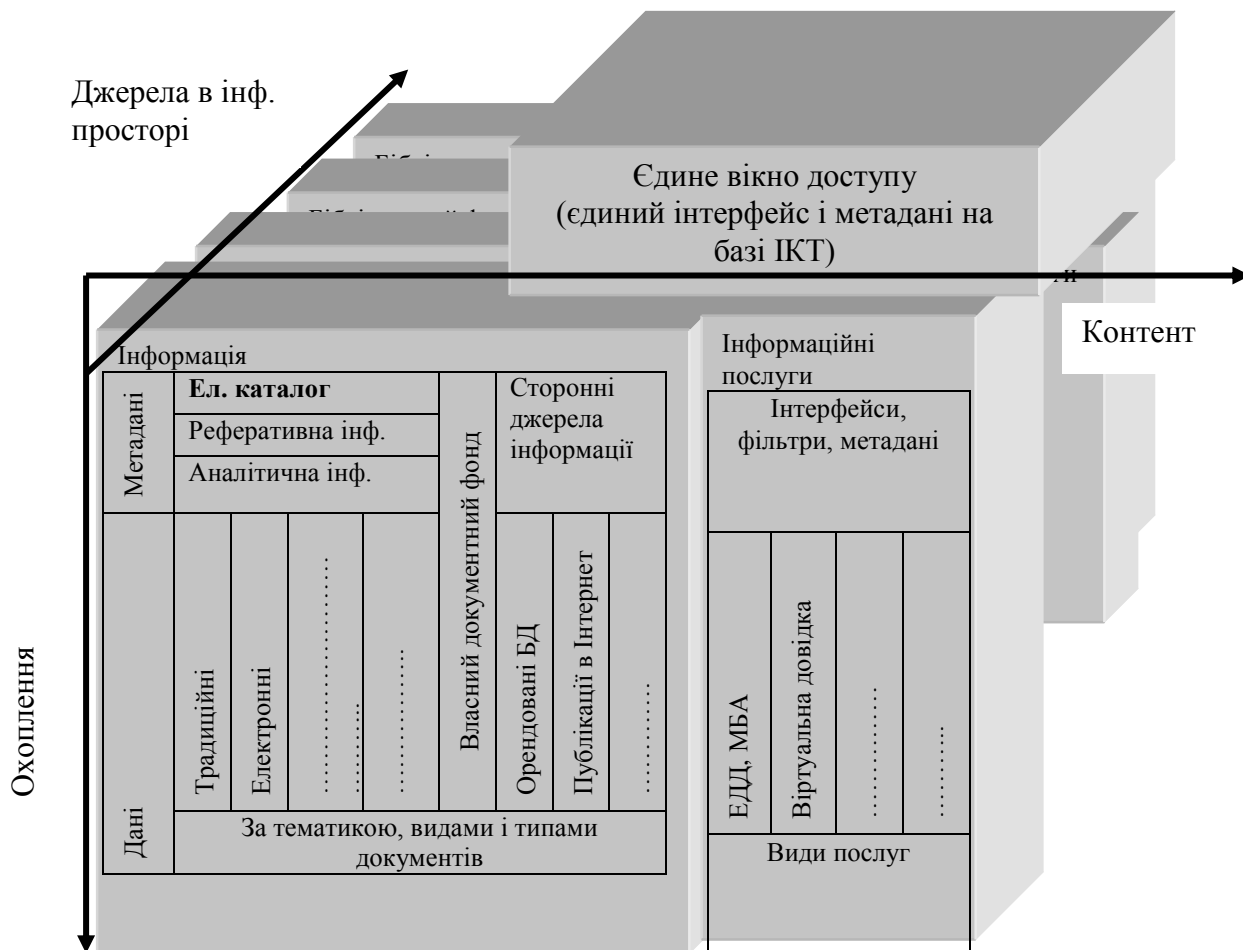 Джерела в інф.
просторі
Єдине вікно доступу
(єдиний інтерфейс і метадані на
базі ІКТ)
Контент
Охоплення
Інформація
Метадані
Ел. каталог
Реферативна інф.
Аналітична інф.
Власний документний фонд
Сторонні
джерела
інформації
Дані
Традиційні
Електронні
……………………………
………..
…………………
Орендовані БД
Публікації в Інтернет
……………
За тематикою, видами і типами
документів
Інформаційні
послуги
Інтерфейси,
фільтри, метадані
ЕДД, МБА
Віртуальна довідка
……………
……………
Види послуг